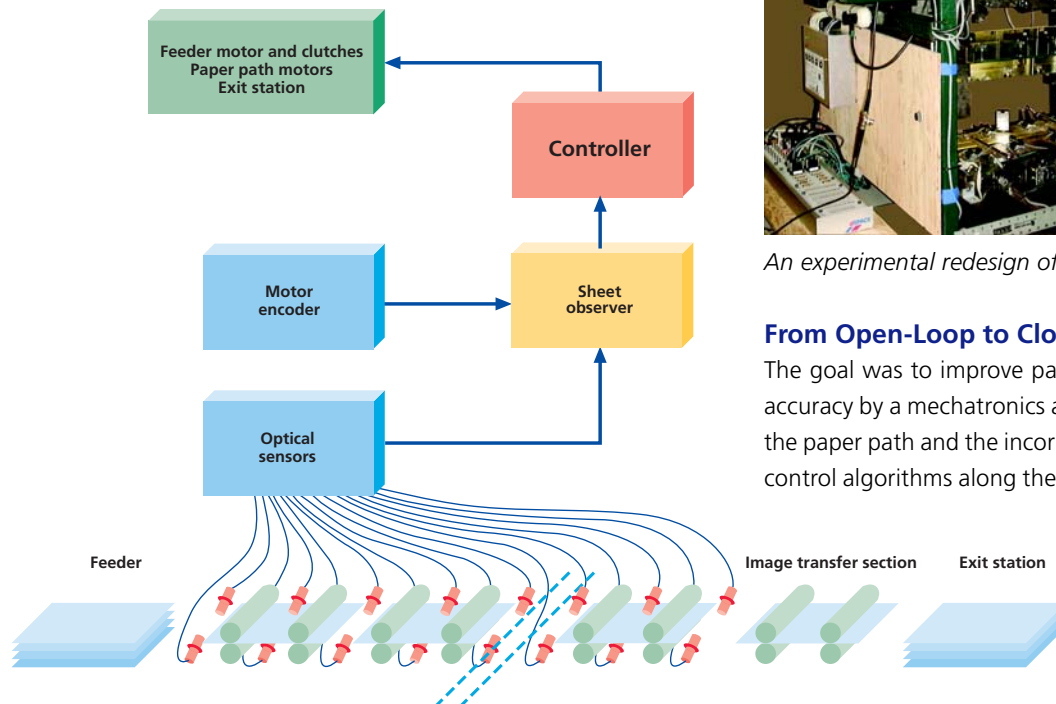 Feeder motor and clutches
Paper path motors
Exit station
Controller
Motor
encoder
Sheet
observer
Optical
sensors
Feeder
Image transfer section
Exit station
An experimental redesign of
From Open-Loop to Clo
The goal was to improve pa
accuracy by a mechatronics a
the paper path and the incor
control algorithms along the